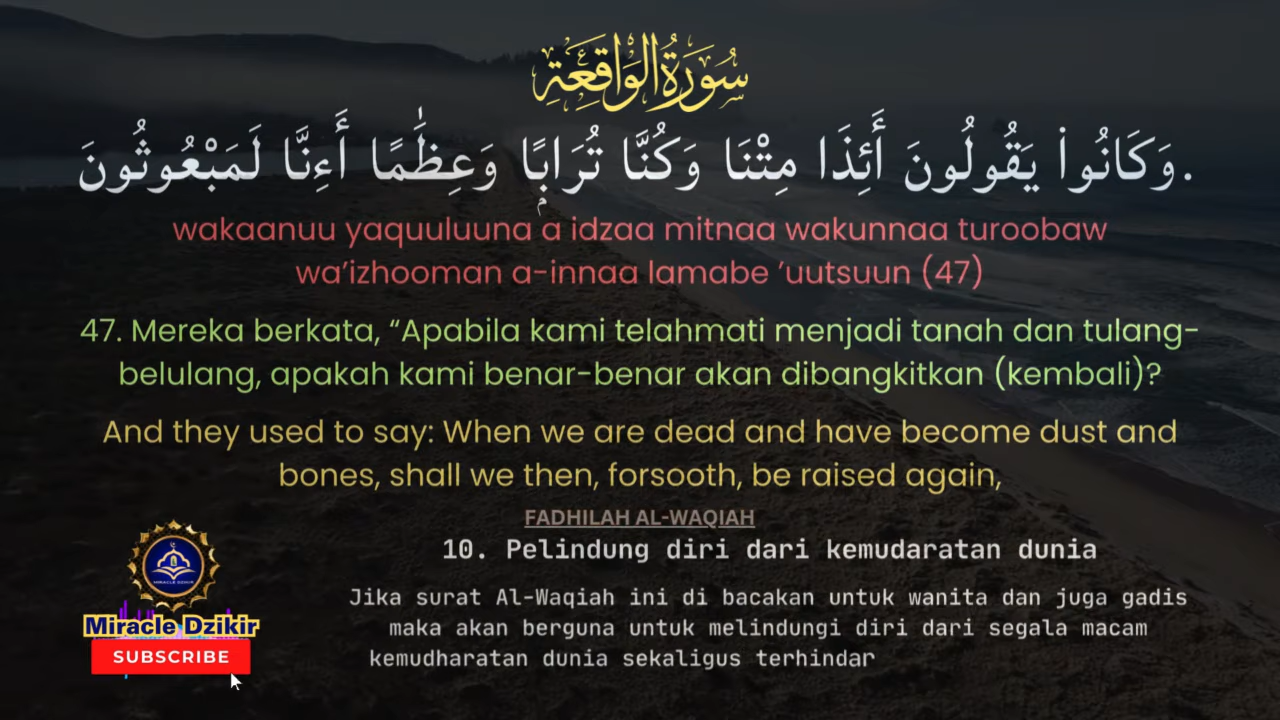 سُورَةُ الْوَاقِعَةِ
وَكَانُوا۟ يَقُولُونَ أَئِذَا مِتْنَا وَكُنَّا تُرَابًۭا وَعِظَٰمًا أَءِنَّا لَمَبْعُوثُونَ.
wakaanuu yaquuluuna a idzaa mitnaa wakunnaa turoobaw
wa’izhooman a-innaa lamabe ’uutsuun (47)
47. Mereka berkata, “Apabila kami telahmati menjadi tanah dan tulang-
belulang, apakah kami benar-benar akan dibangkitkan (kembali)?
And they used to say: When we are dead and have become dust and
bones, shall we then, forsooth, be raised again,
FADHILAH AL-WAQIAH
10. Pelindung diri dari kemudaratan dunia
Jika surat Al-Waqiah ini di bacakan untuk wanita dan juga gadis
maka akan berguna untuk melindungi diri dari segala macam
kemudharatan dunia sekaligus terhindar
MIRACLE DZIKIR
Miracle Dzikir
SUBSCRIBE